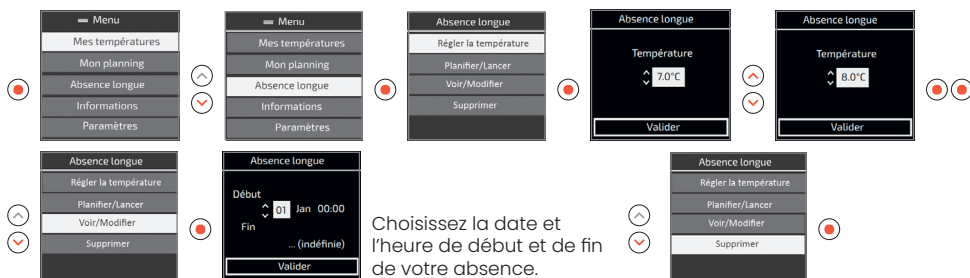 Menu
Mes températures
Mon planning
Absence longue
Informations
Paramètres
Menu
Mes températures
Mon planning
Absence longue
Informations
Paramètres
Absence longue
Régler la température
Planifier/Lancer
Voir/Modifier
Supprimer
Absence longue
Température
7.0°C
Valider
Absence longue
Température
8.0°C
Valider
Absence longue
Régler la température
Planifier/Lancer
Voir/Modifier
Supprimer
Absence longue
Début
01 Jan 00:00
Fin
... (indéfinie)
Valider
Choisissez la date et
l'heure de début et de fin
de votre absence.
Absence longue
Régler la température
Planifier/Lancer
Voir/Modifier
Supprimer